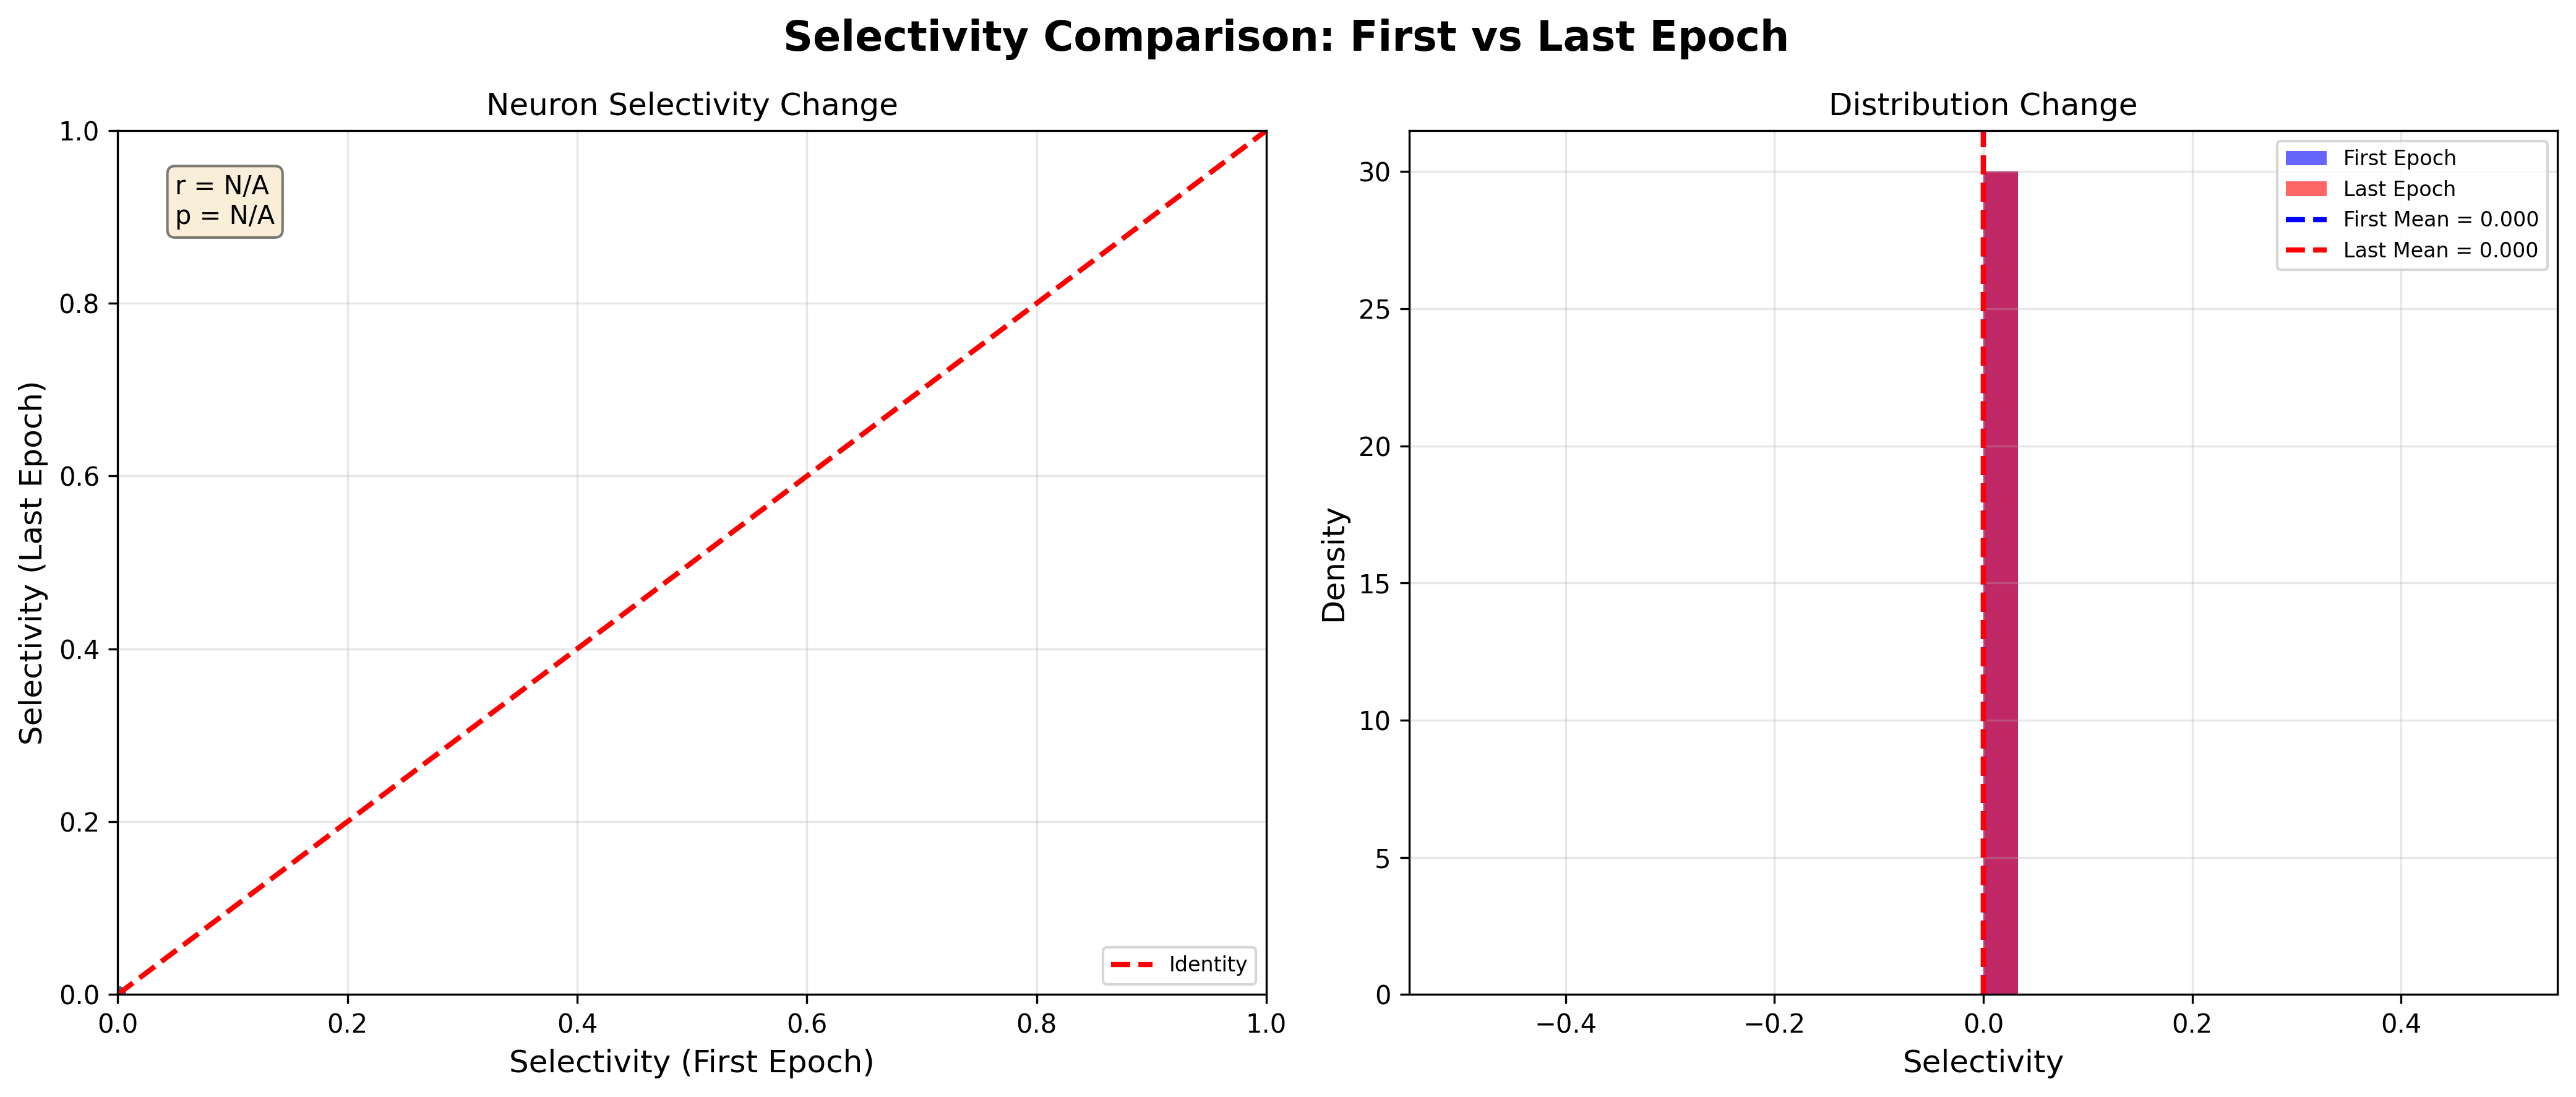 Selectivity Comparison: First vs Last Epoch
Neuron Selectivity Change
r = N/A
p = N/A
1.0
0.8
0.6
0.4
0.2
0.0
Selectivity (Last Epoch)
Identity
0.0 0.2 0.4 0.6 0.8 1.0
Selectivity (First Epoch)
Distribution Change
First Epoch
Last Epoch
First Mean = 0.000
Last Mean = 0.000
30
25
20
15
10
5
0
Density
−0.4 −0.2 0.0 0.2 0.4
Selectivity